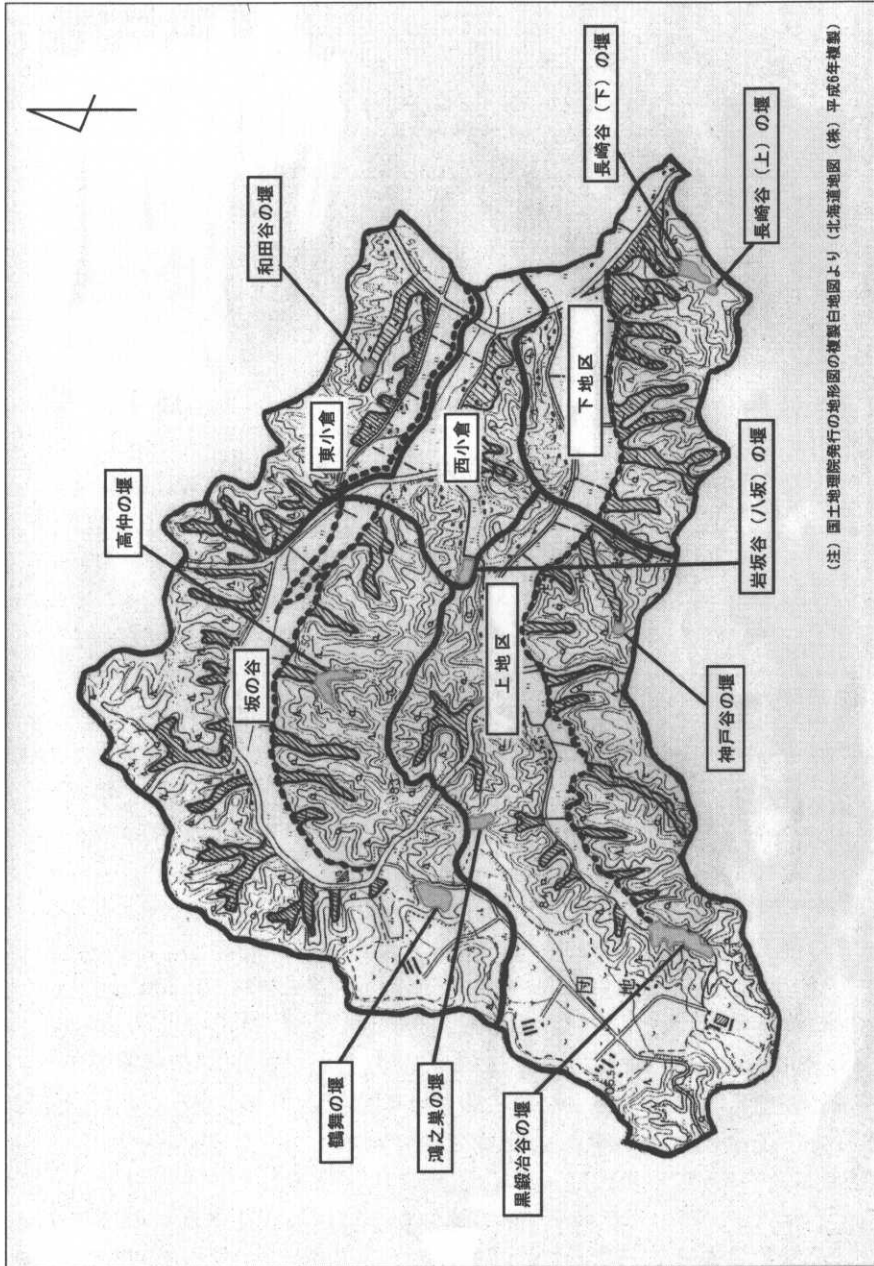 高仲の堰
和田谷の堰
長崎谷（下）の堰
東小倉
坂の谷
西小倉
下地区
上地区
長崎谷（上）の堰
岩坂谷（八坂）の堰
神戸谷の堰
鶴舞の堰
鴻之巣の堰
黒鍛冶谷の堰
団地
（注）国土地理院発行の地形図の複製白地図より（北海道地図（株）平成6年複製）